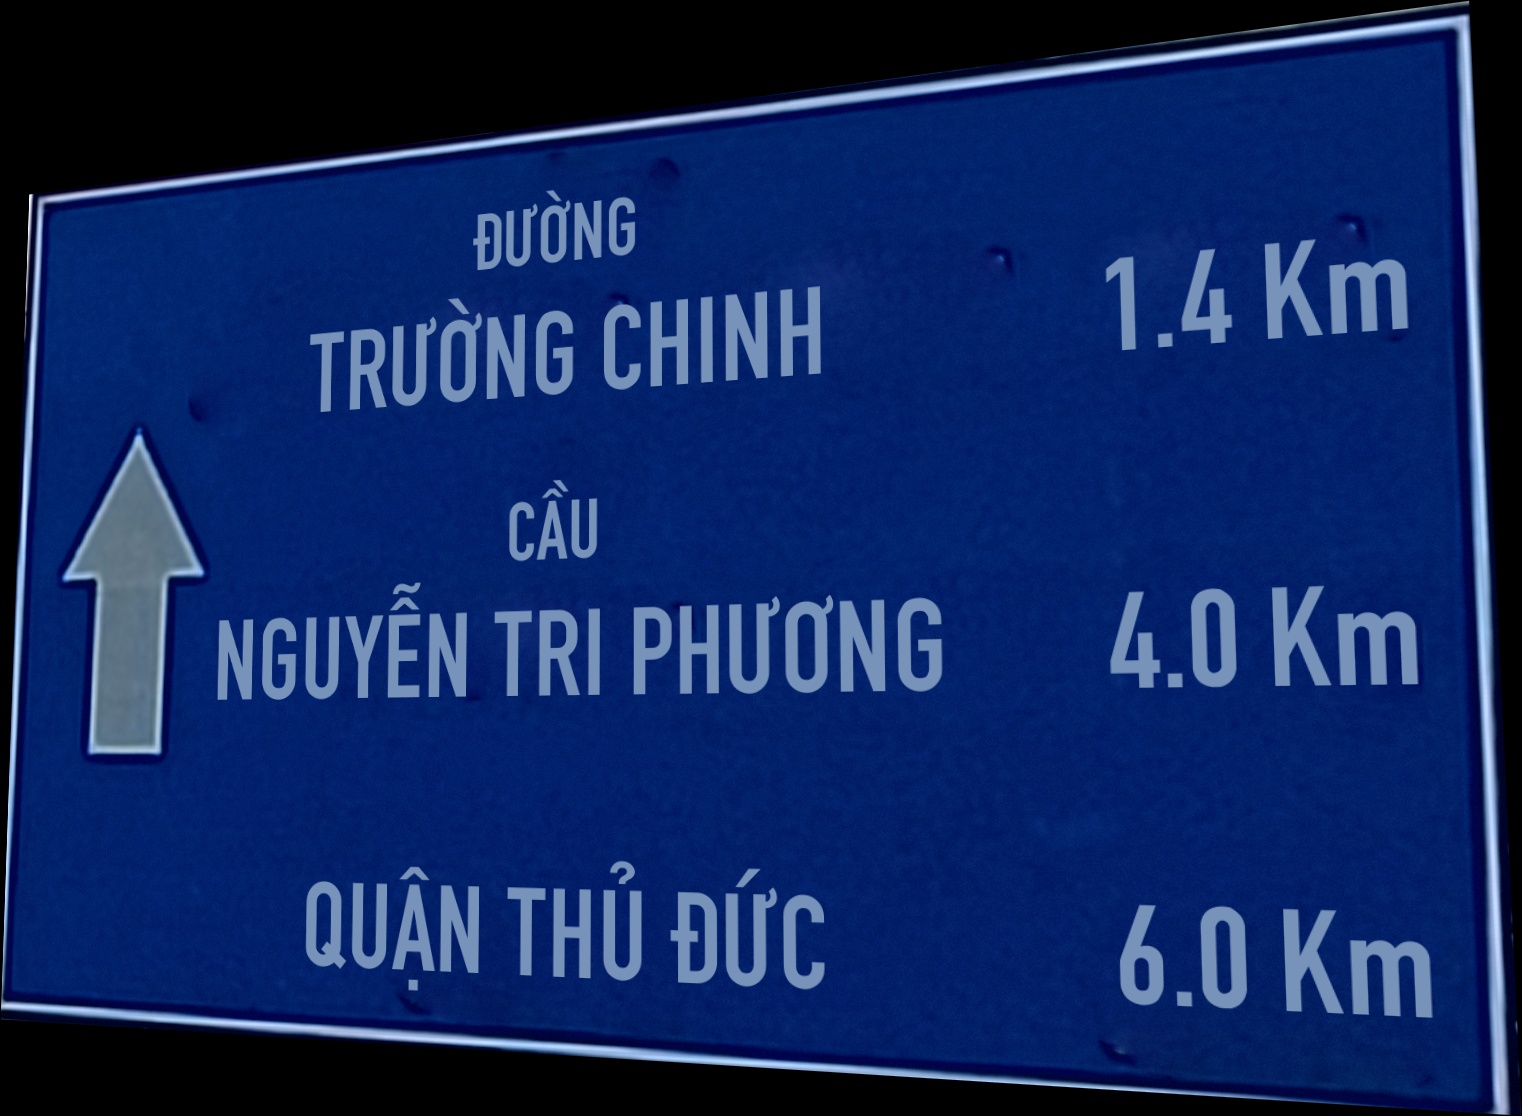 ĐƯỜNG
TRƯỜNG CHINH 1.4 Km
CẦU
NGUYỄN TRI PHƯƠNG 4.0 Km
QUẬN THỦ ĐỨC 6.0 Km